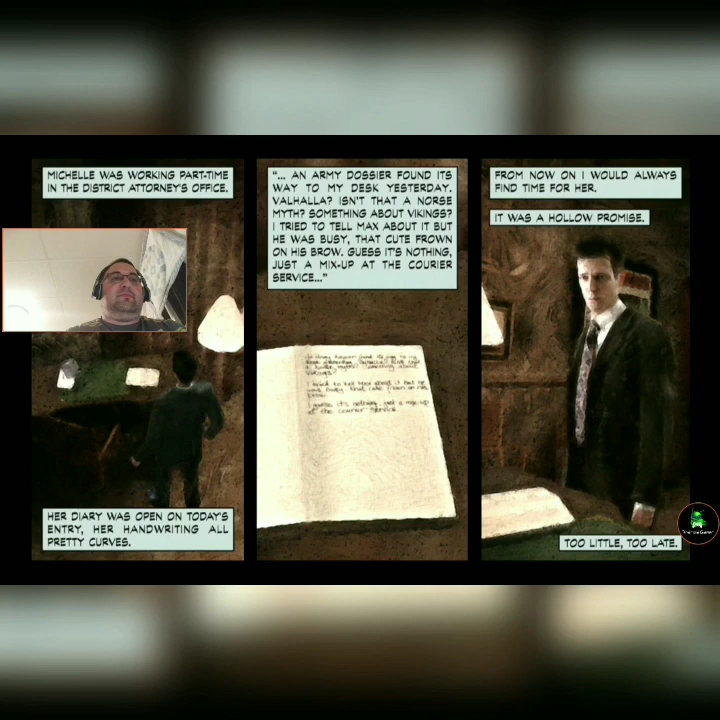 MICHELLE WAS WORKING PART-TIME
IN THE DISTRICT ATTORNEY'S OFFICE.
HER DIARY WAS OPEN ON TODAY'S
ENTRY, HER HANDWRITING ALL
PRETTY CURVES.
"... AN ARMY DOSSIER FOUND ITS
WAY TO MY DESK YESTERDAY.
VALHALLA? ISN'T THAT A NORSE
MYTH? SOMETHING ABOUT VIKINGS?
I TRIED TO TELL MAX ABOUT IT BUT
HE WAS BUSY, THAT CUTE FROWN
ON HIS BROW. GUESS IT'S NOTHING,
JUST A MIX-UP AT THE COURIER
SERVICE..."
FROM NOW ON I WOULD ALWAYS
FIND TIME FOR HER.
IT WAS A HOLLOW PROMISE.
TOO LITTLE, TOO LATE.